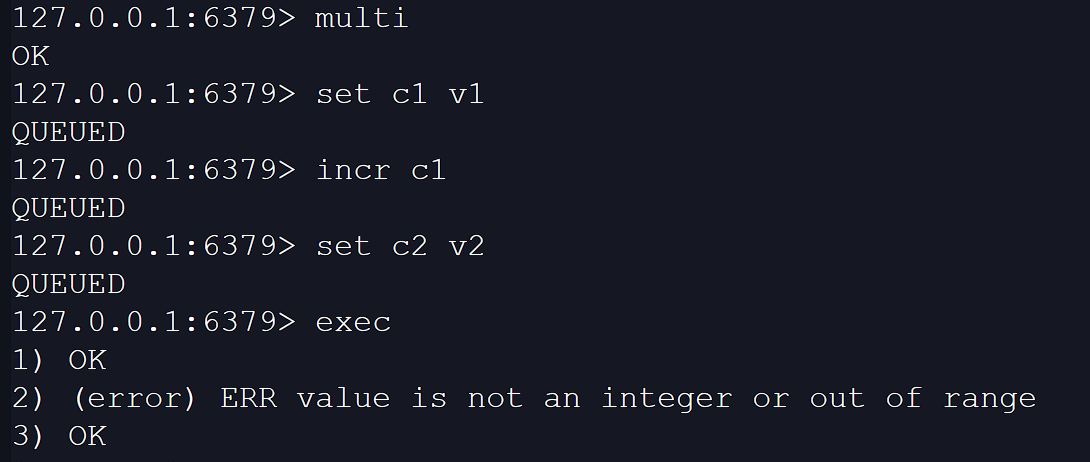 127.0.0.1:6379> multi
OK
127.0.0.1:6379> set c1 v1
QUEUED
127.0.0.1:6379> incr c1
QUEUED
127.0.0.1:6379> set c2 v2
QUEUED
127.0.0.1:6379> exec
1) OK
2) (error) ERR value is not an integer or out of range
3) OK